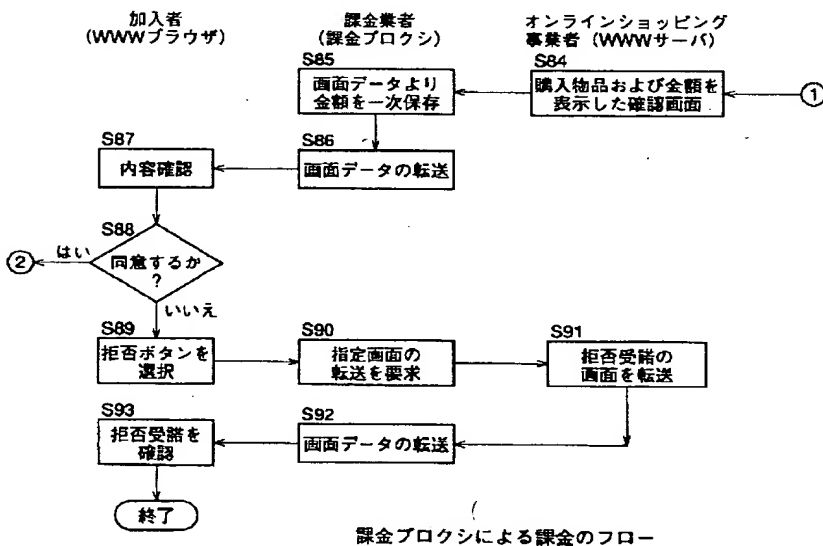 加入者
(WWWブラウザ)
課金業者
(課金プロクシ)
オンラインショッピング
事業者 (WWWサーバ)
S84
購入物品および金額を
表示した確認画面
①
S85
画面データより
金額を一次保存
S86
画面データの転送
S87
内容確認
S88
同意するか
?
はい
②
いいえ
S89
拒否ボタンを
選択
S90
指定画面の
転送を要求
S91
拒否受諾の
画面を転送
S92
画面データの転送
S93
拒否受諾を
確認
終了
課金プロクシによる課金のフロー